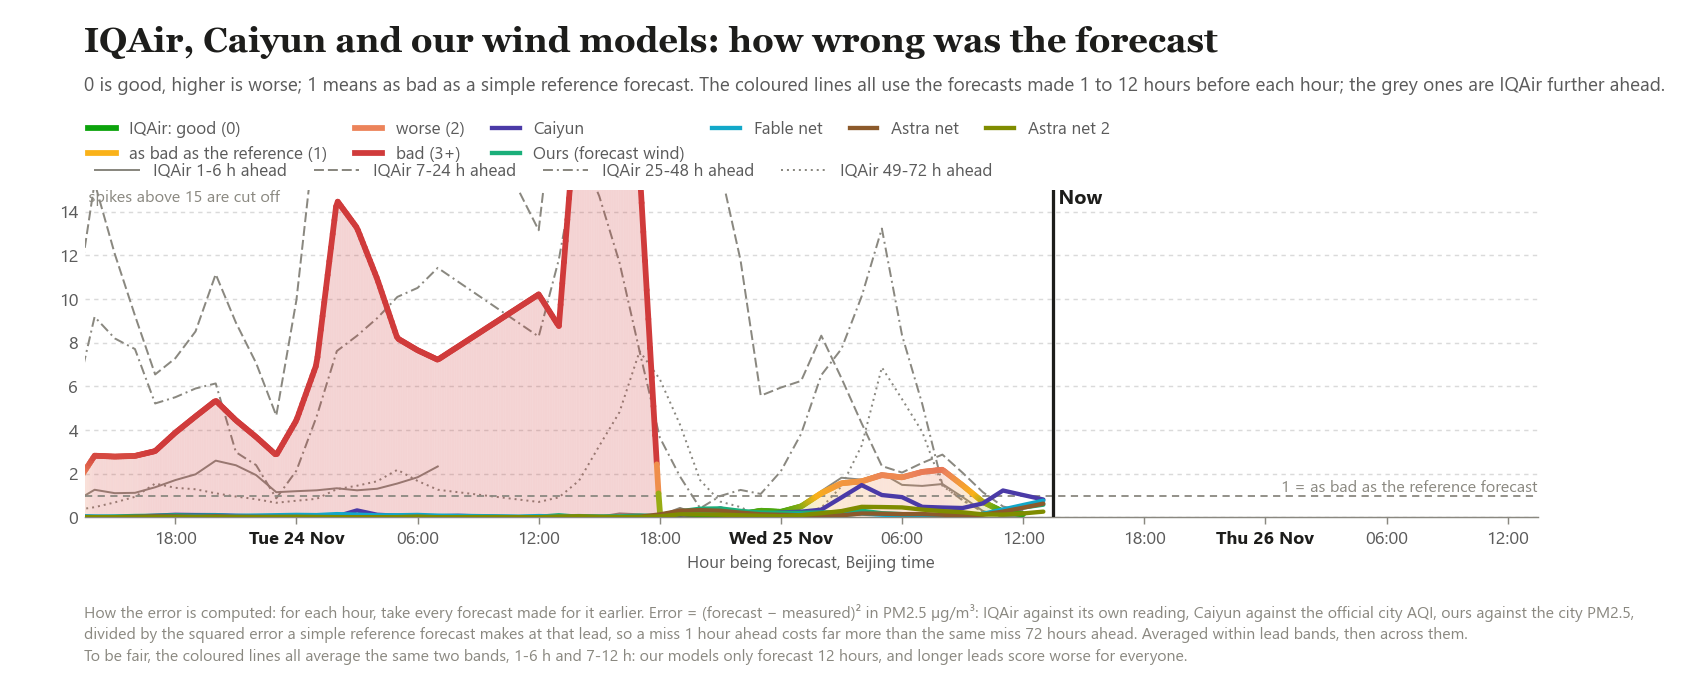 IQAir, Caiyun and our wind models: how wrong was the forecast
0 is good, higher is worse; 1 means as bad as a simple reference forecast. The coloured lines all use the forecasts made 1 to 12 hours before each hour; the grey ones are IQAir further ahead.
IQAir: good (0) worse (2) Caiyun Fable net Astra net Astra net 2
as bad as the reference (1) bad (3+) Ours (forecast wind)
IQAir 1-6 h ahead IQAir 7-24 h ahead IQAir 25-48 h ahead IQAir 49-72 h ahead
spikes above 15 are cut off
Now
14
12
10
8
6
4
2
0
1 = as bad as the reference forecast
18:00 Tue 24 Nov 06:00 12:00 18:00 Wed 25 Nov 06:00 12:00 18:00 Thu 26 Nov 06:00 12:00
Hour being forecast, Beijing time
How the error is computed: for each hour, take every forecast made for it earlier. Error = (forecast − measured)² in PM2.5 µg/m³: IQAir against its own reading, Caiyun against the official city AQI, ours against the city PM2.5,
divided by the squared error a simple reference forecast makes at that lead, so a miss 1 hour ahead costs far more than the same miss 72 hours ahead. Averaged within lead bands, then across them.
To be fair, the coloured lines all average the same two bands, 1-6 h and 7-12 h: our models only forecast 12 hours, and longer leads score worse for everyone.